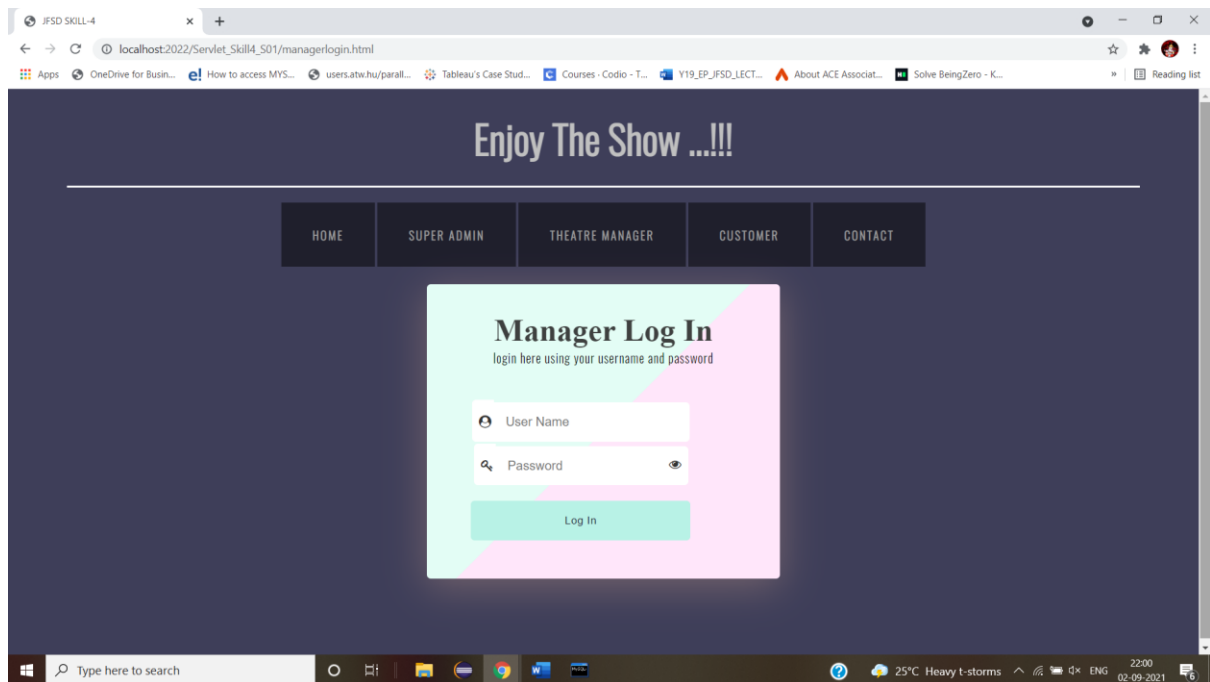 JFSD SKILL-4
localhost:2022/Servlet_Skill4_S01/managerlogin.html
Apps OneDrive for Busin... How to access MYS... users.atw.hu/parall... Tableau's Case Stud... Courses - Codio - T... Y19_EP_JFSD_LECT... About ACE Associat... Solve BeingZero - K... » Reading list
Enjoy The Show ...!!!
HOME SUPER ADMIN THEATRE MANAGER CUSTOMER CONTACT
Manager Log In
login here using your username and password
User Name
Password
Log In
Type here to search 25°C Heavy t-storms ENG 22:00
02-09-2021 6